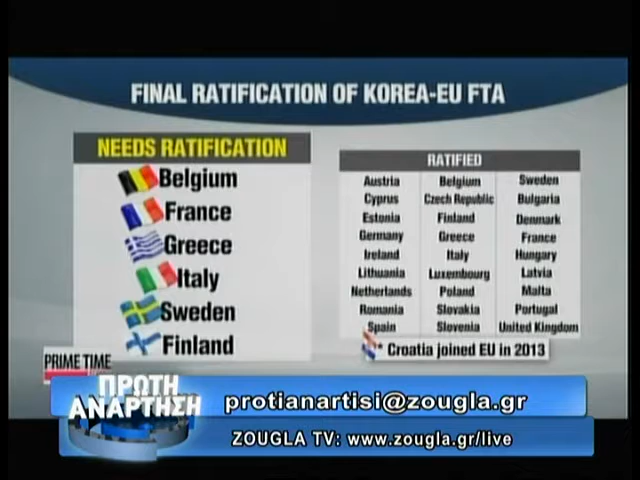 FINAL RATIFICATION OF KOREA-EU FTA
NEEDS RATIFICATION
Belgium
France
Greece
Italy
Sweden
Finland
RATIFIED
Austria Belgium Sweden
Cyprus Czech Republic Bulgaria
Estonia Finland Denmark
Germany Greece France
Ireland Italy Hungary
Lithuania Luxembourg Latvia
Netherlands Poland Malta
Romania Slovakia Portugal
Spain Slovenia United Kingdom
* Croatia joined EU in 2013
PRIME TIME
ΠΡΩΤΗ
ΑΝΑΡΤΗΣΗ
protianartisi@zougla.gr
ZOUGLA TV: www.zougla.gr/live